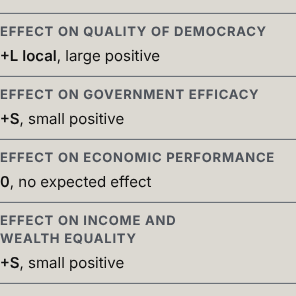 EFFECT ON QUALITY OF DEMOCRACY
+L local, large positive
EFFECT ON GOVERNMENT EFFICACY
+S, small positive
EFFECT ON ECONOMIC PERFORMANCE
0, no expected effect
EFFECT ON INCOME AND
WEALTH EQUALITY
+S, small positive